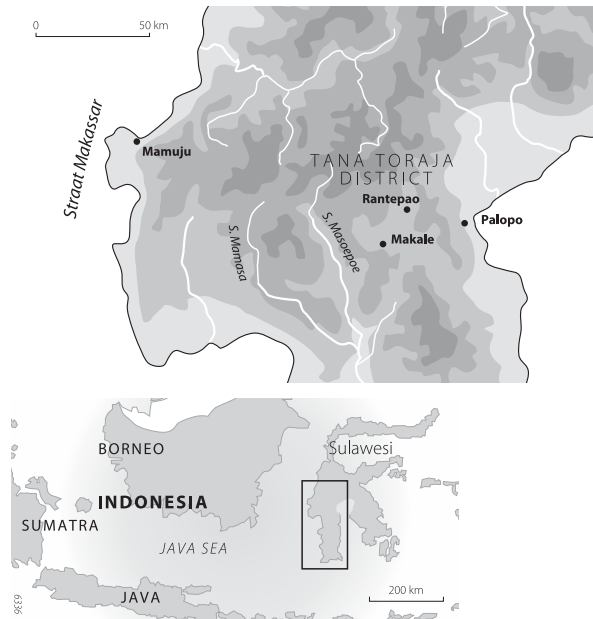 0
50 km
Straat Makassar
Mamuju
TANA TORAJA
DISTRICT
Rantepao
Palopo
Makale
S. Mamasa
S. Masoepoe
BORNEO
Sulawesi
INDONESIA
SUMATRA
JAVA SEA
200 km
JAVA
6336